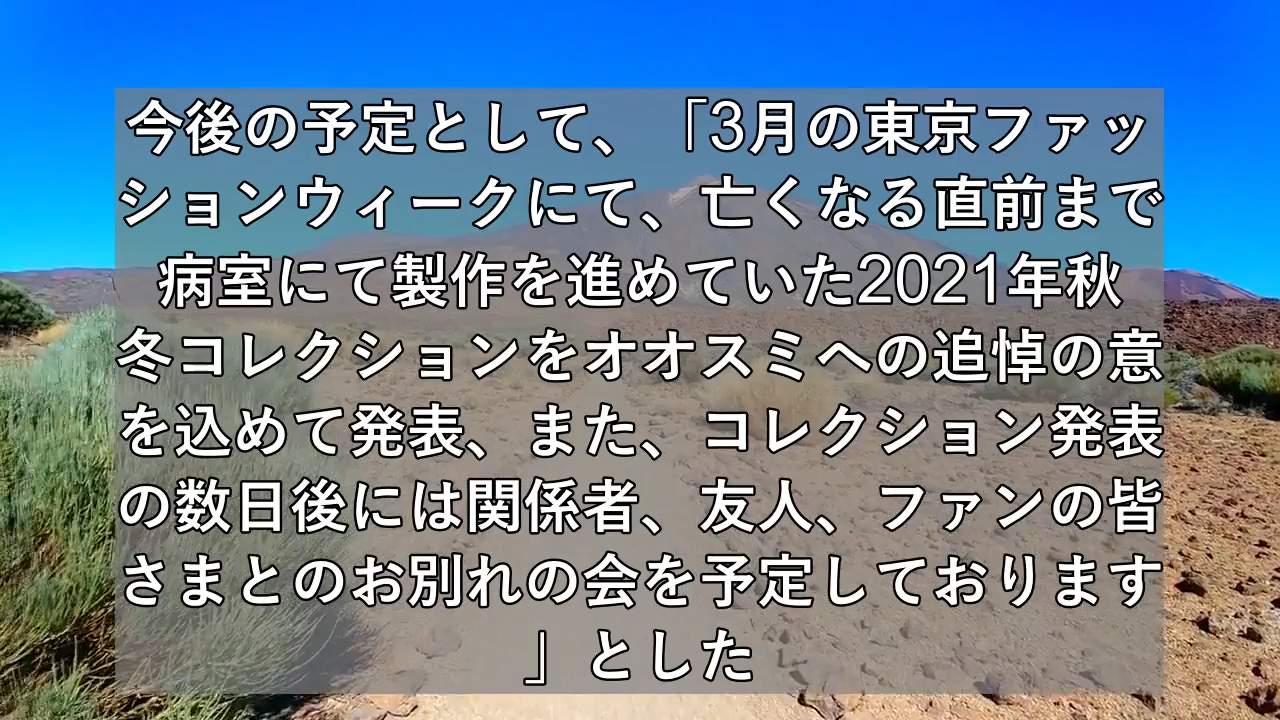 今後の予定として、「3月の東京ファッ
ションウィークにて、亡くなる直前まで
病室にて製作を進めていた2021年秋
冬コレクションをオオスミへの追悼の意
を込めて発表、また、コレクション発表
の数日後には関係者、友人、ファンの皆
さまとのお別れの会を予定しております
」とした